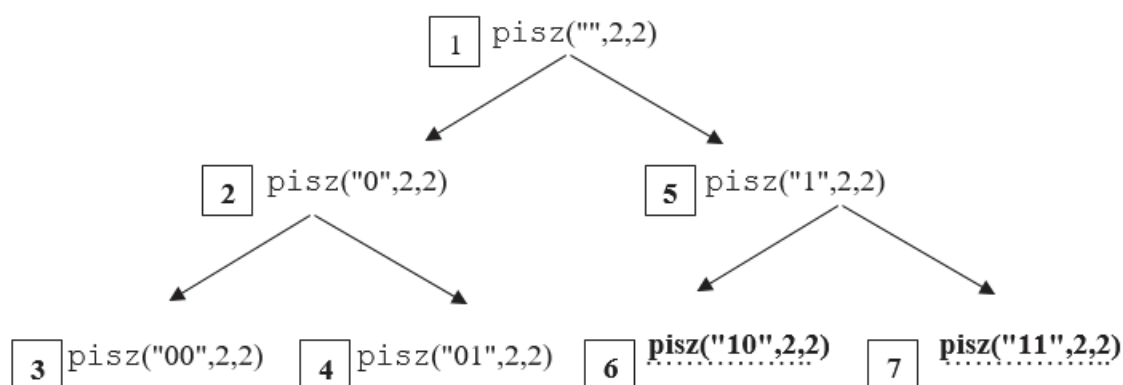 1 pisz("",2,2)
2 pisz("0",2,2)
5 pisz("1",2,2)
3 pisz("00",2,2)
4 pisz("01",2,2)
6 pisz("10",2,2)
7 pisz("11",2,2)